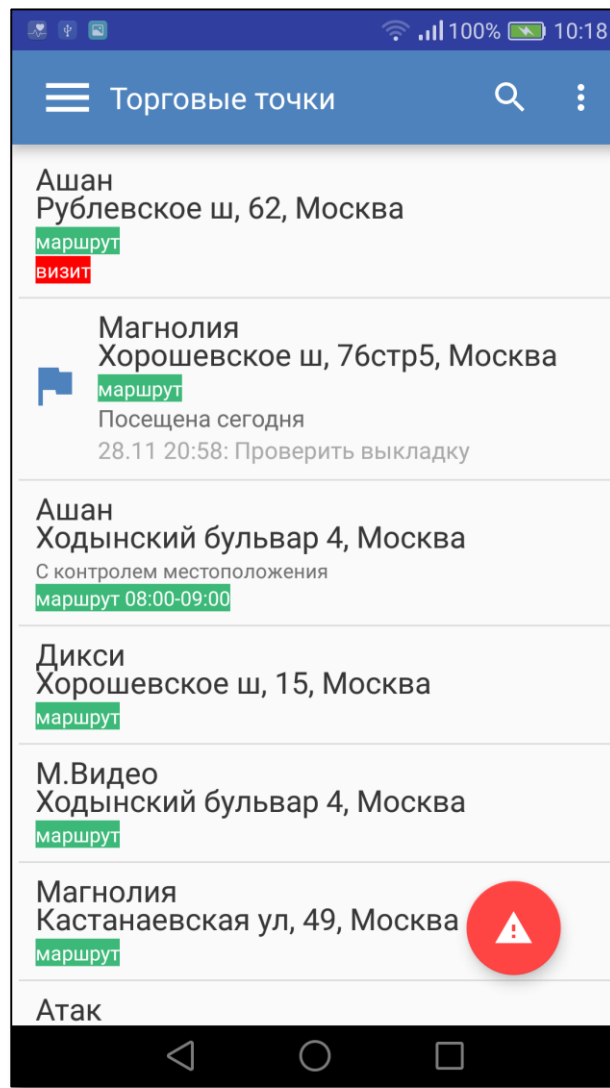 100% 10:18
Торговые точки
Ашан
Рублевское ш, 62, Москва
маршрут
визит
Магнолия
Хорошевское ш, 76стр5, Москва
маршрут
Посещена сегодня
28.11 20:58: Проверить выкладку
Ашан
Ходынский бульвар 4, Москва
С контролем местоположения
маршрут 08:00-09:00
Дикси
Хорошевское ш, 15, Москва
маршрут
М.Видео
Ходынский бульвар 4, Москва
маршрут
Магнолия
Кастанаевская ул, 49, Москва
маршрут
Атак